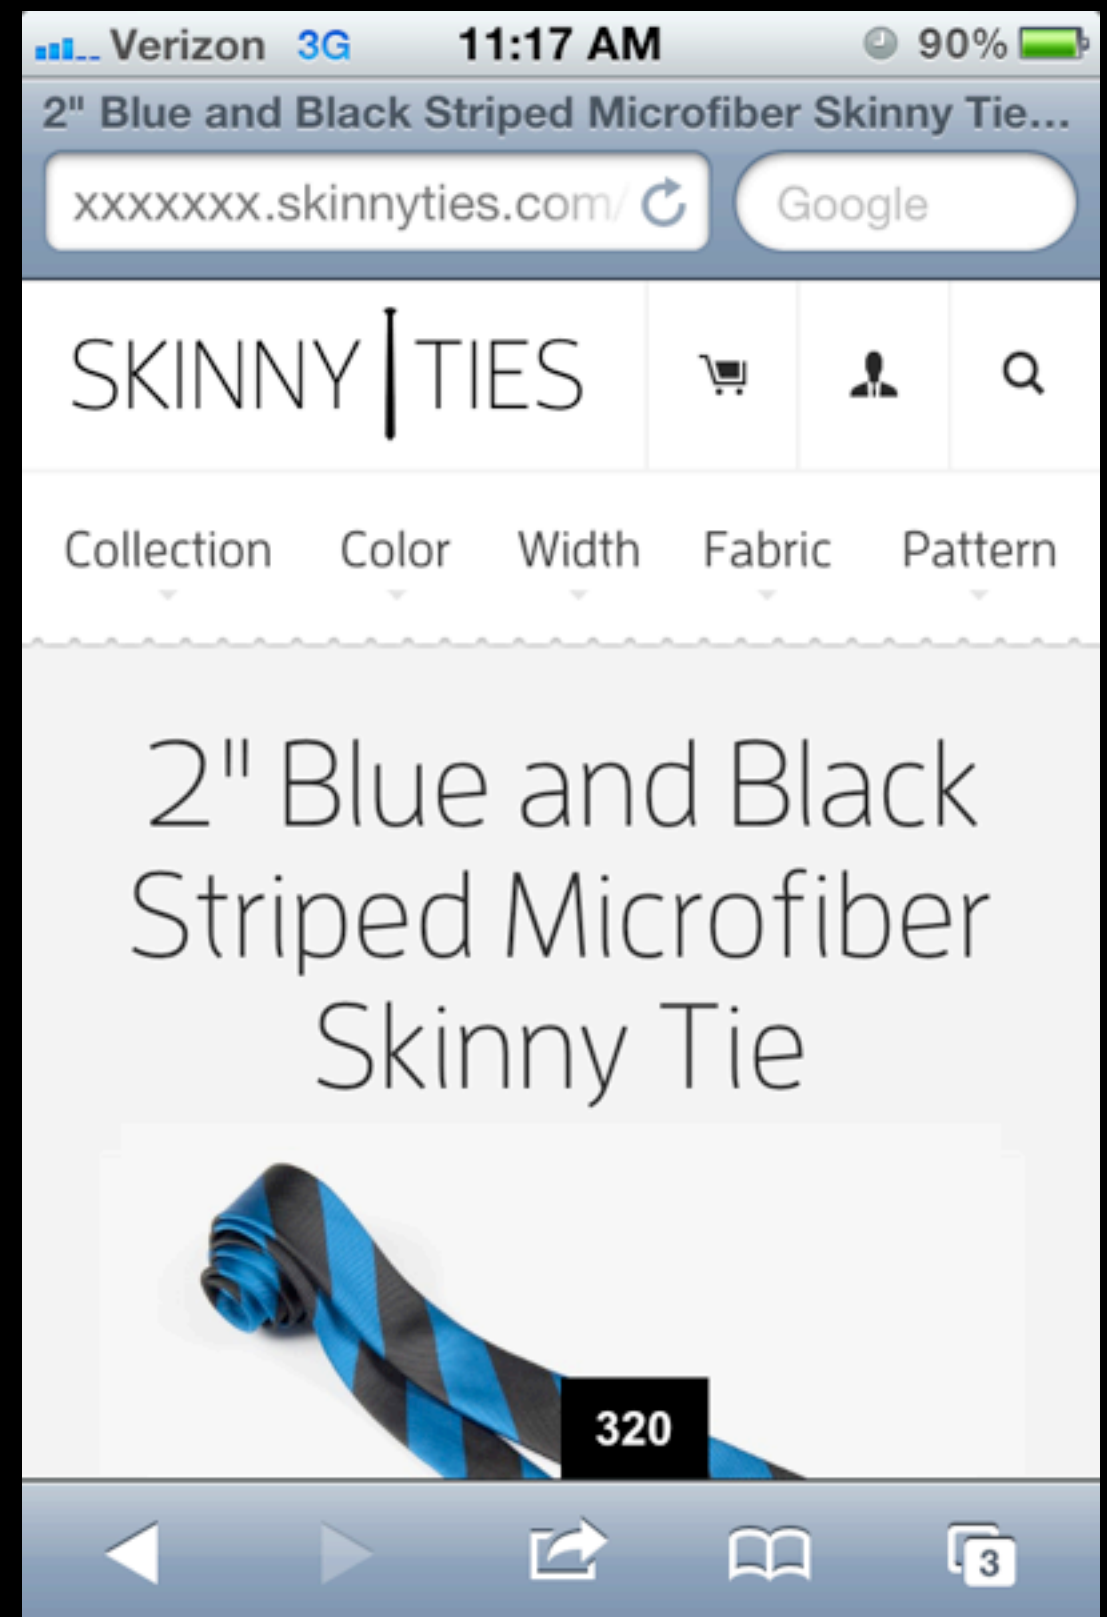 Verizon 3G 11:17 AM 90%
2" Blue and Black Striped Microfiber Skinny Tie...
xxxxxxx.skinnyties.com/ Google
SKINNY TIES
Collection Color Width Fabric Pattern
2" Blue and Black
Striped Microfiber
Skinny Tie
320
3